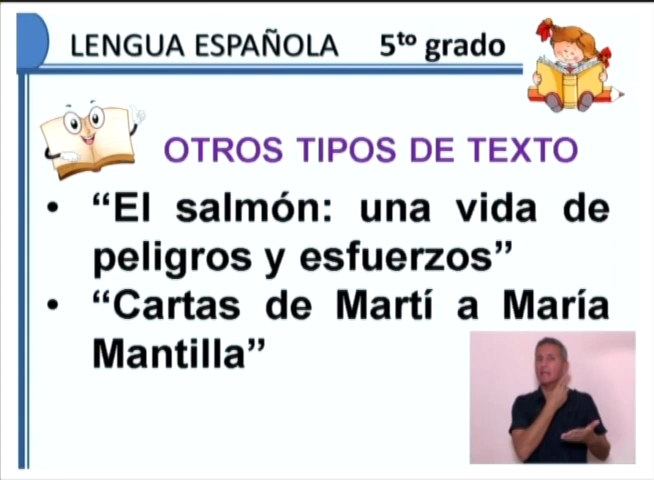 LENGUA ESPAÑOLA 5to grado
OTROS TIPOS DE TEXTO
• “El salmón: una vida de
peligros y esfuerzos”
• “Cartas de Martí a María
Mantilla”